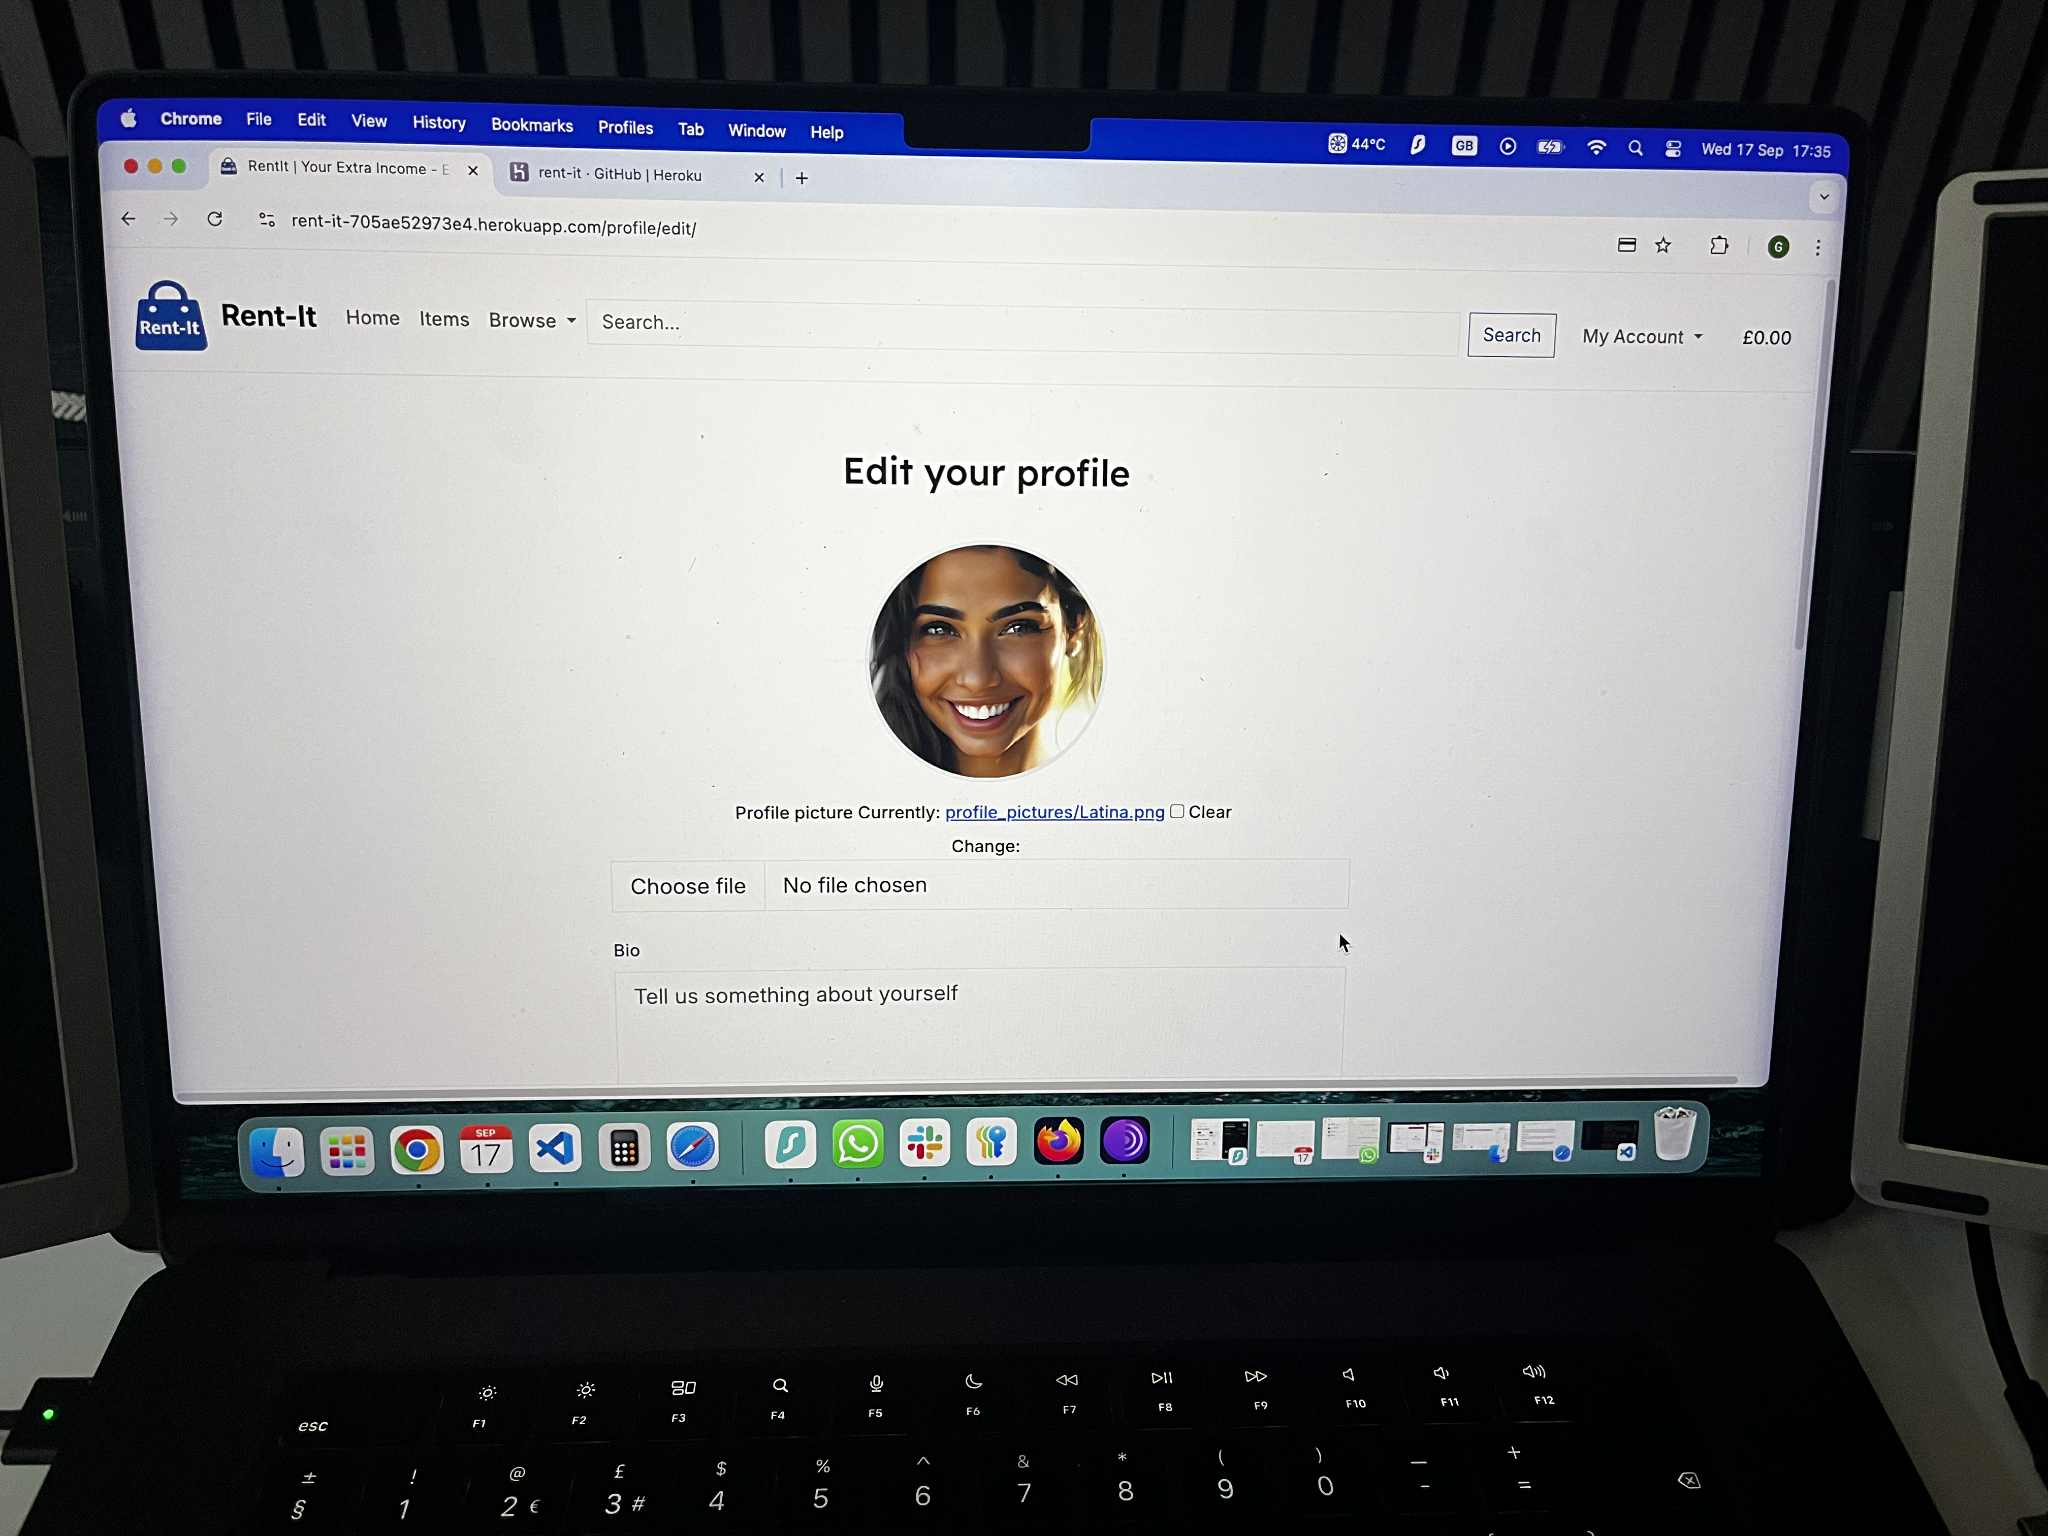 Chrome File Edit View History Bookmarks Profiles Tab Window Help 44°C GB Wed 17 Sep 17:35
RentIt | Your Extra Income - E
rent-it · GitHub | Heroku
rent-it-705ae52973e4.herokuapp.com/profile/edit/
G
Rent-It
Rent-It Home Items Browse Search... Search My Account £0.00
Edit your profile
Profile picture Currently: profile_pictures/Latina.png Clear
Change:
Choose file No file chosen
Bio
Tell us something about yourself
SEP
17
17
esc F1 F2 F3 F4 F5 F6 F7 F8 F9 F10 F11 F12
± ! @ £ $ % ^ & * ( ) _ +
§ 1 2 € 3 # 4 5 6 7 8 9 0 - =